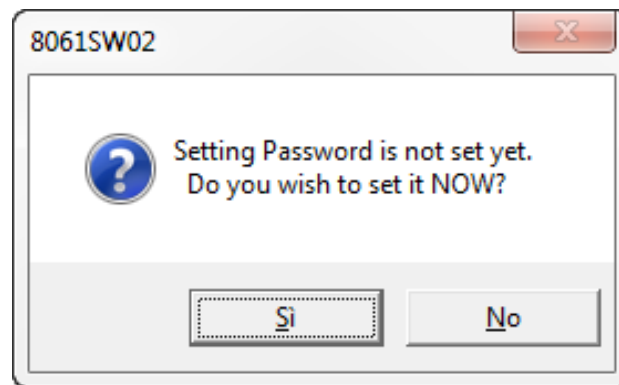 8061SW02
Setting Password is not set yet.
Do you wish to set it NOW?
Sì
No